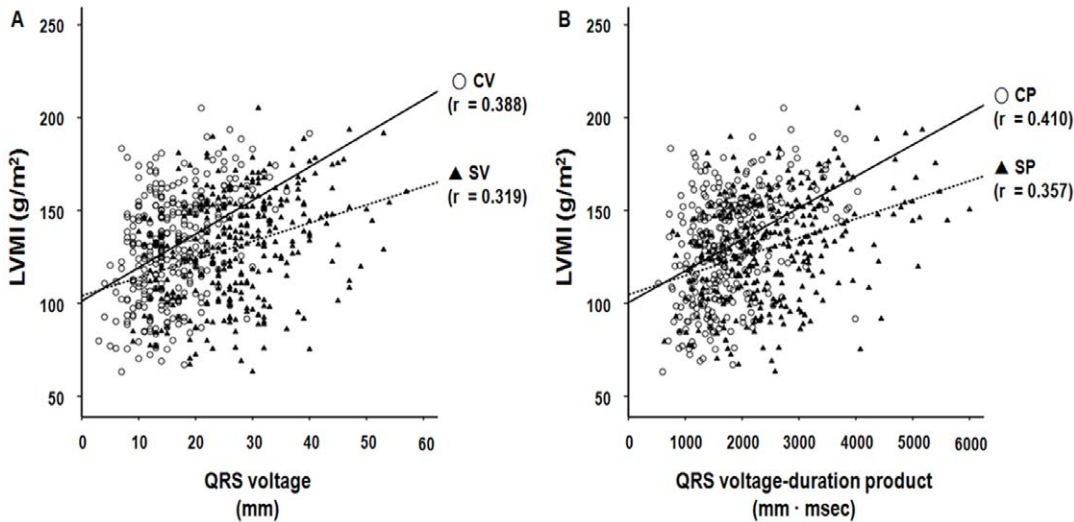 A
LVMI (g/m²)
250
200
150
100
50
0 10 20 30 40 50 60
QRS voltage
(mm)
CV
(r = 0.388)
SV
(r = 0.319)
B
LVMI (g/m²)
250
200
150
100
50
0 1000 2000 3000 4000 5000 6000
QRS voltage-duration product
(mm · msec)
CP
(r = 0.410)
SP
(r = 0.357)